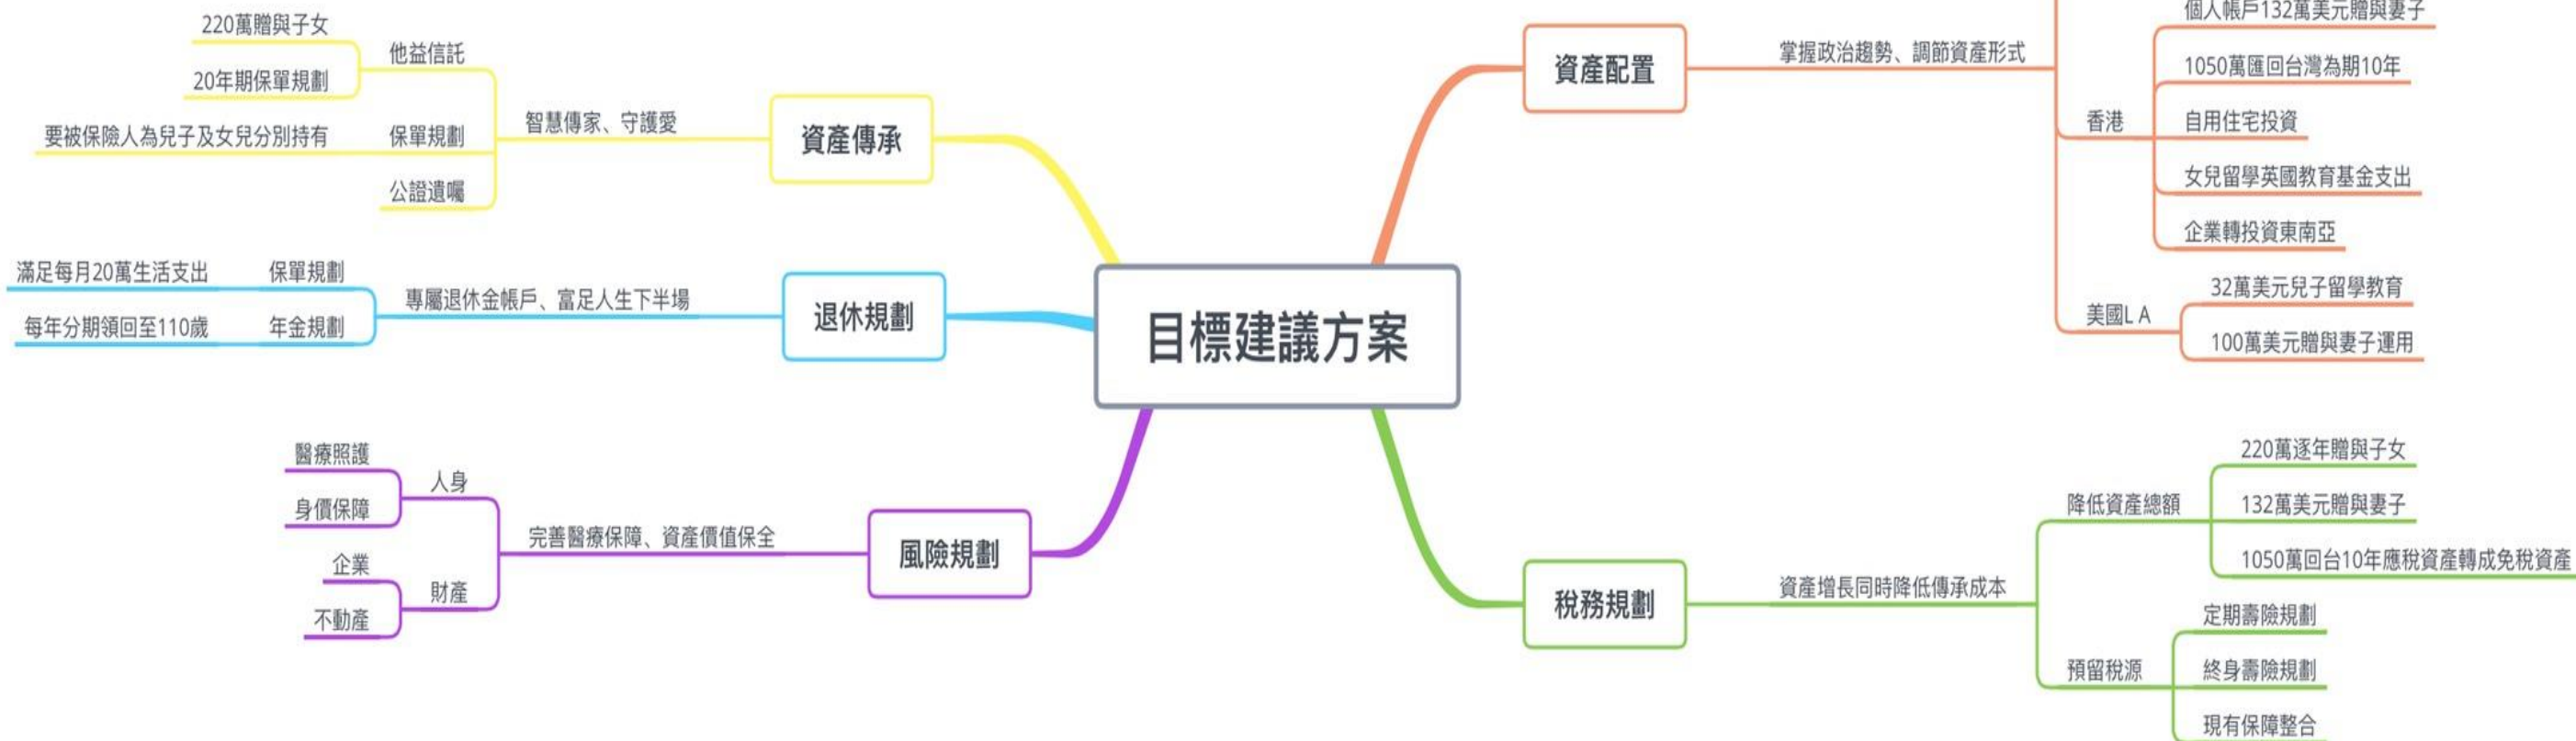 目標建議方案
資產配置
掌握政治趨勢、調節資產形式
香港
個人帳戶132萬美元贈與妻子
1050萬匯回台灣為期10年
自用住宅投資
女兒留學英國教育基金支出
企業轉投資東南亞
美國L A
32萬美元兒子留學教育
100萬美元贈與妻子運用
稅務規劃
資產增長同時降低傳承成本
降低資產總額
220萬逐年贈與子女
132萬美元贈與妻子
1050萬回台10年應稅資產轉成免稅資產
預留稅源
定期壽險規劃
終身壽險規劃
現有保障整合
資產傳承
智慧傳家、守護愛
他益信託
220萬贈與子女
20年期保單規劃
保單規劃
要被保險人為兒子及女兒分別持有
公證遺囑
退休規劃
專屬退休金帳戶、富足人生下半場
保單規劃
滿足每月20萬生活支出
年金規劃
每年分期領回至110歲
風險規劃
完善醫療保障、資產價值保全
人身
醫療照護
身價保障
財產
企業
不動產